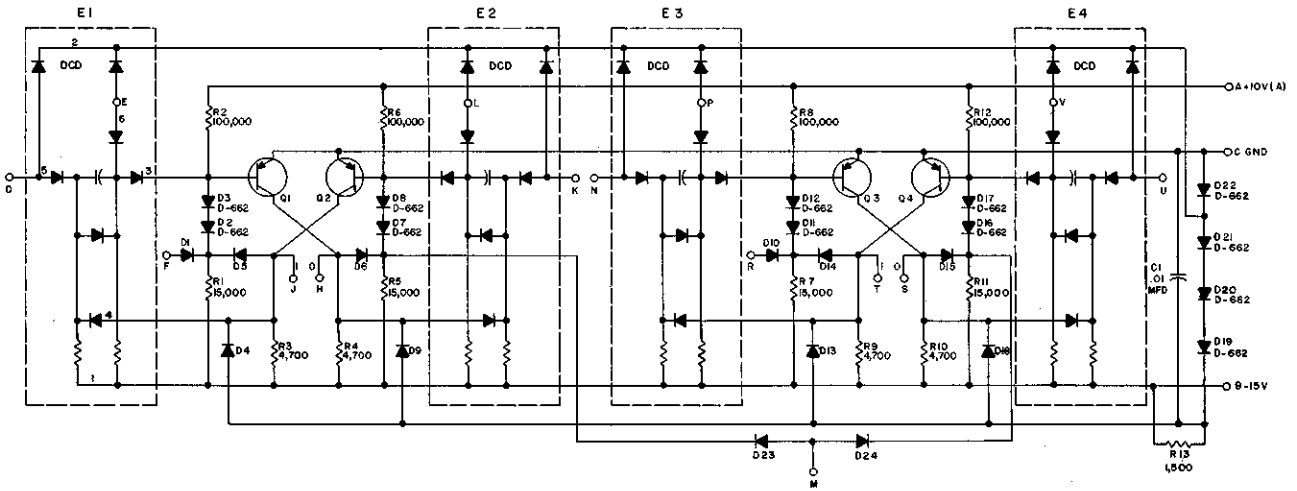 E1
E2
E3
E4
2
DCD
DCD
DCD
DCD
E
6
L
P
V
A+10V(A)
R2
100,000
R6
100,000
R8
100,000
R12
100,000
C GND
D
5
3
Q1
Q2
K
N
Q3
Q4
U
D3
D-662
D2
D-662
D8
D-662
D7
D-662
D12
D-662
D11
D-662
D17
D-662
D16
D-662
D22
D-662
D21
D-662
D20
D-662
D19
D-662
D1
F
D5
1
J
0
H
D6
D10
R
D14
1
T
0
S
D15
R1
15,000
R5
15,000
R7
15,000
R11
15,000
C1
.01
MFD
4
D4
R3
4,700
R4
4,700
D9
D13
R9
4,700
R10
4,700
D18
1
B-15V
D23
D24
M
R13
1,500